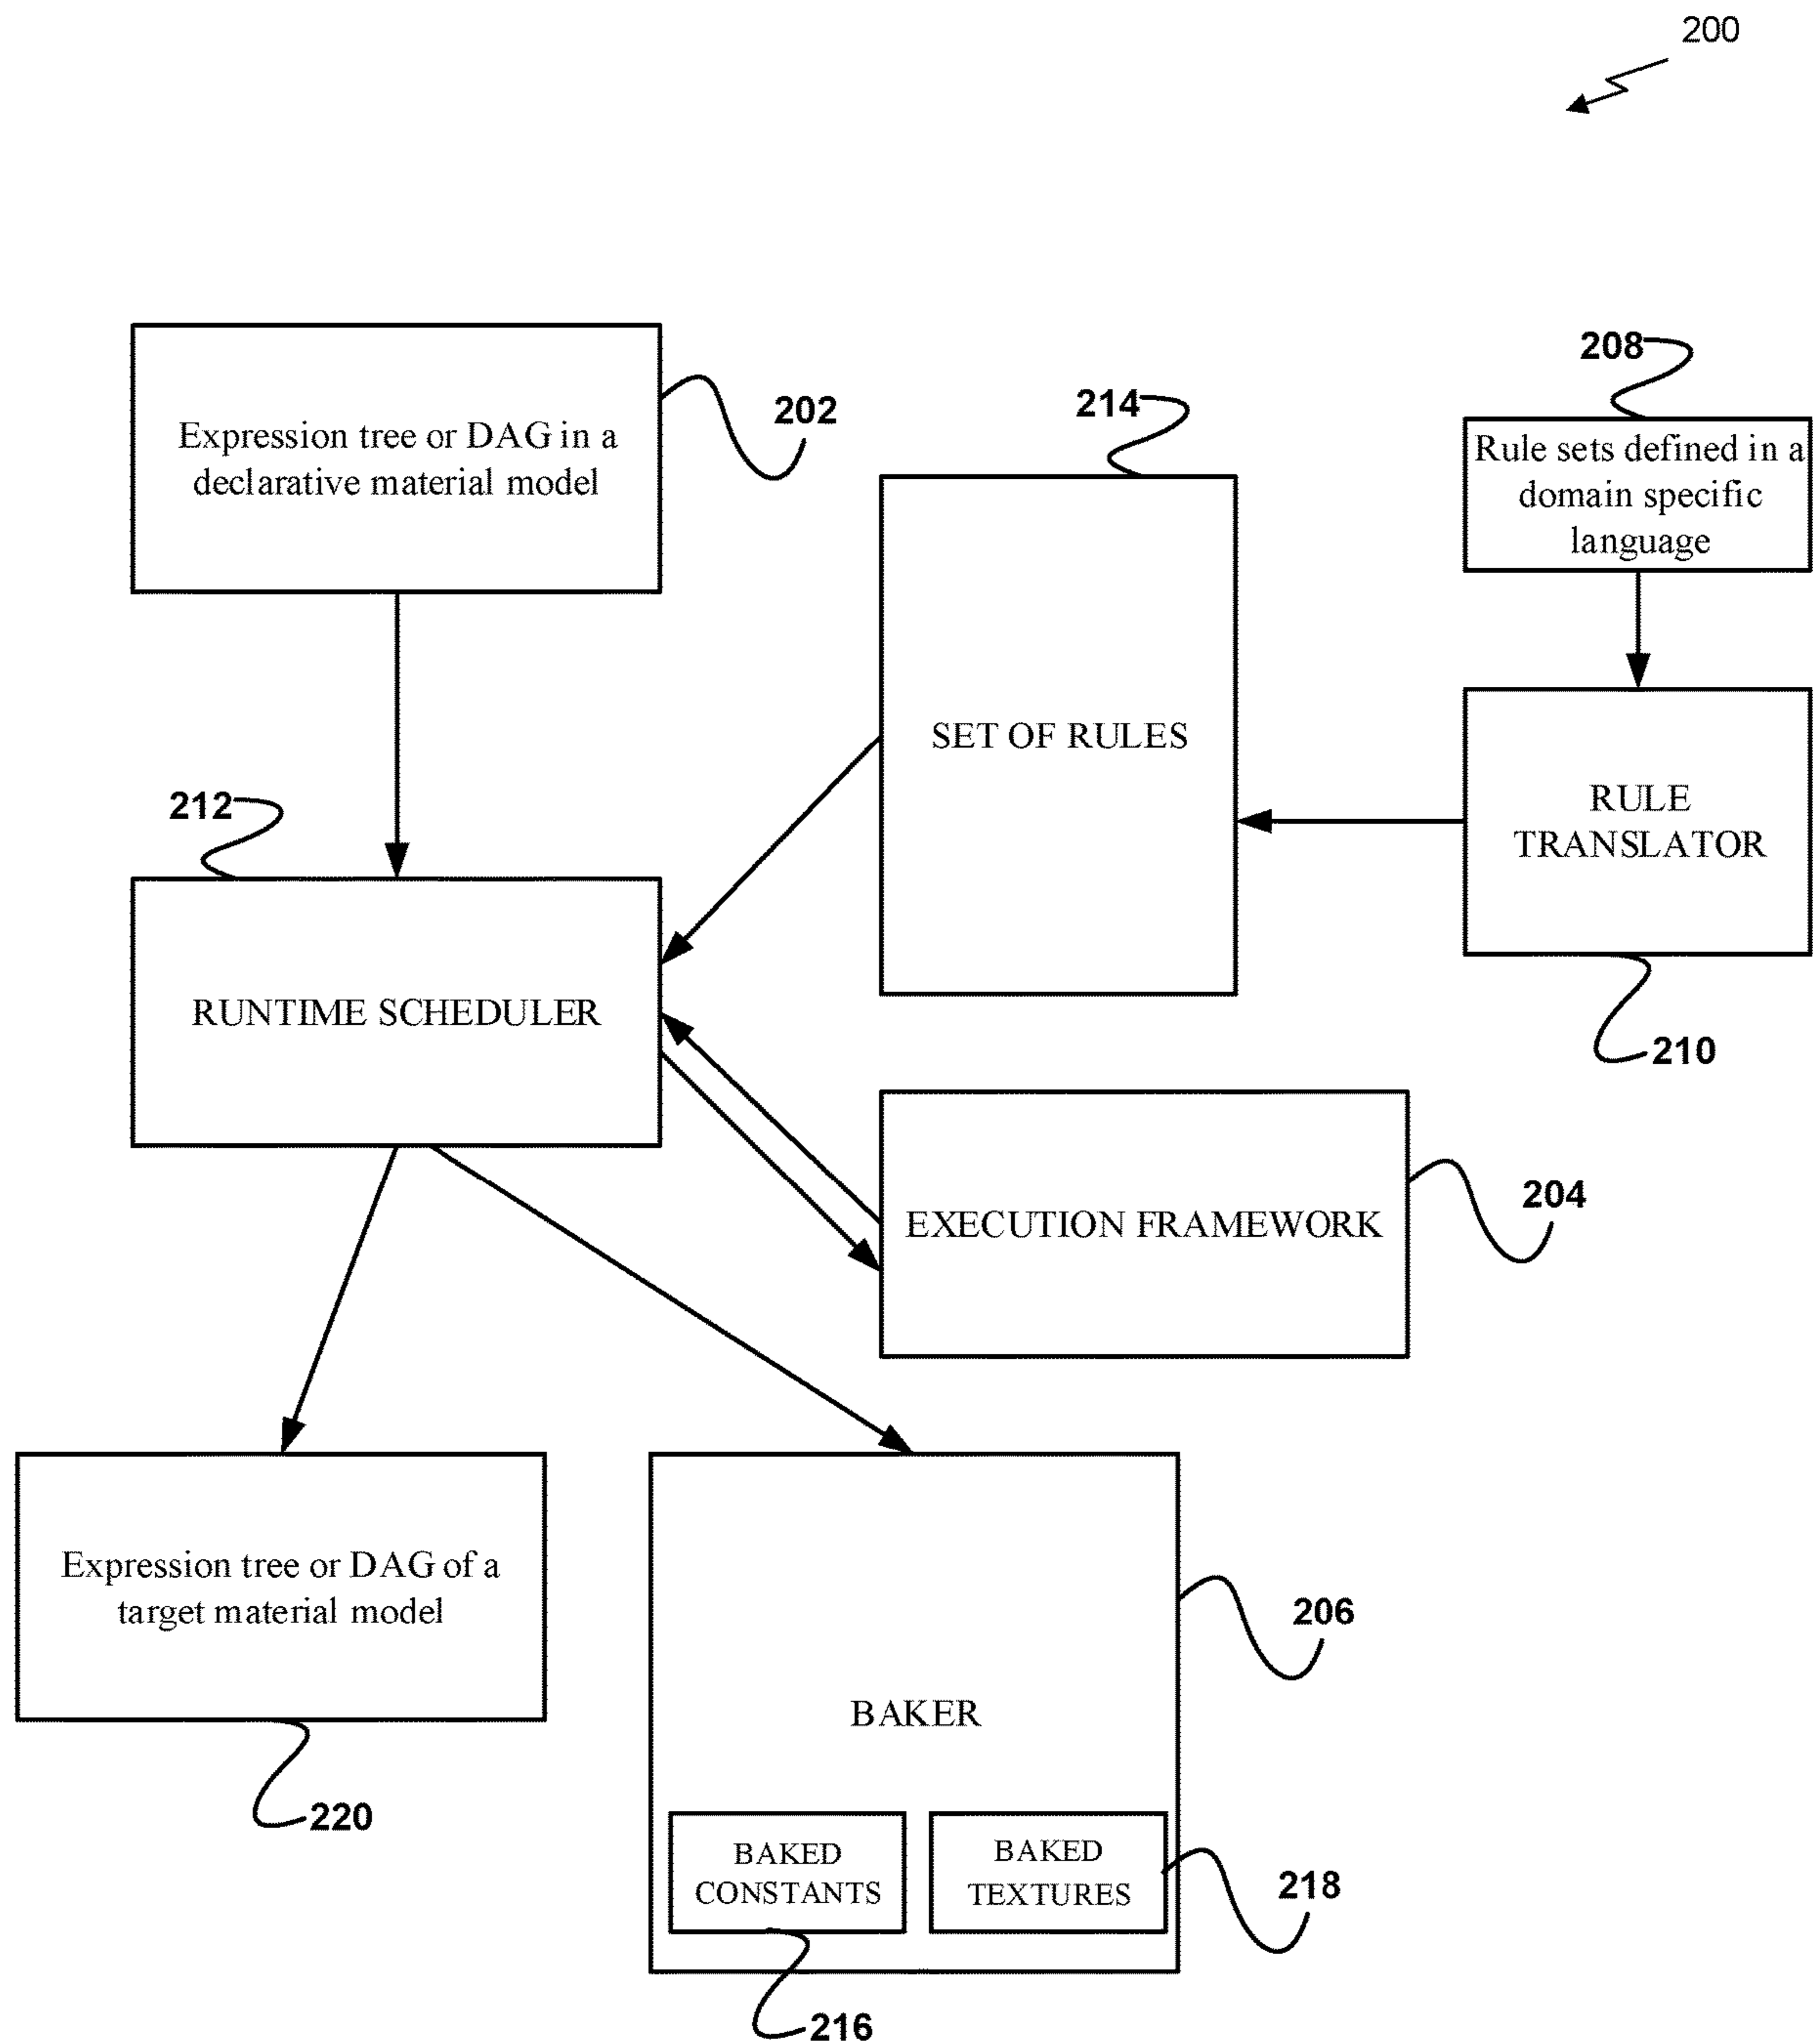 200
Expression tree or DAG in a
declarative material model
202
214
208
Rule sets defined in a
domain specific
language
SET OF RULES
RULE
TRANSLATOR
210
212
RUNTIME SCHEDULER
EXECUTION FRAMEWORK
204
Expression tree or DAG of a
target material model
220
BAKER
206
BAKED
CONSTANTS
216
BAKED
TEXTURES
218